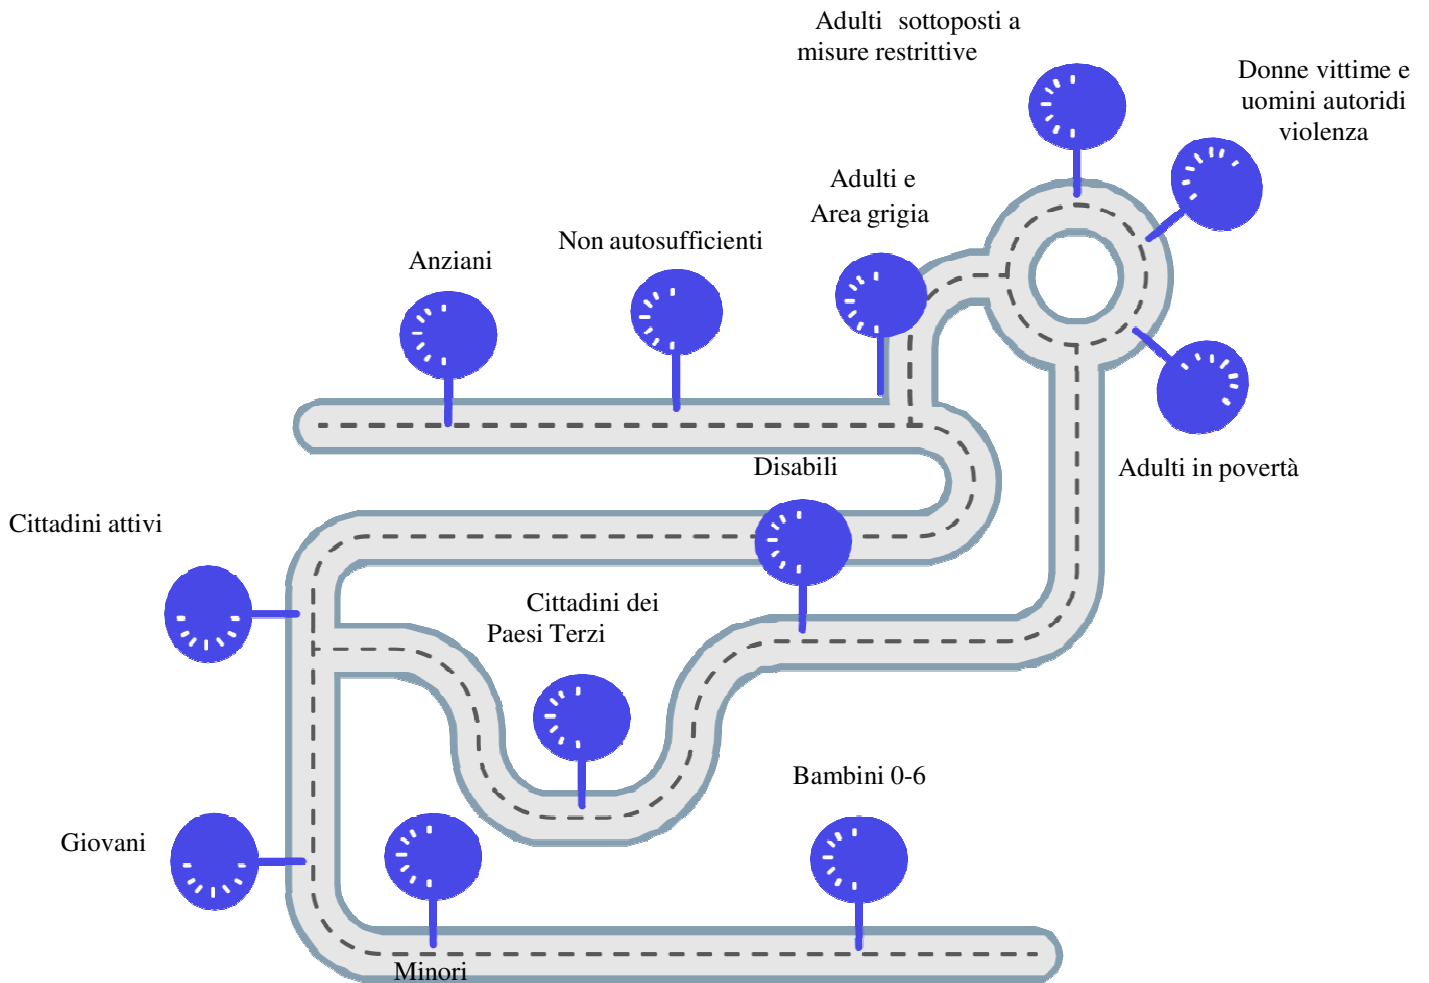 Adulti sottoposti a
misure restrittive
Donne vittime e
uomini autoridi
violenza
Adulti e
Area grigia
Non autosufficienti
Anziani
Disabili
Adulti in povertà
Cittadini attivi
Cittadini dei
Paesi Terzi
Bambini 0-6
Giovani
Minori